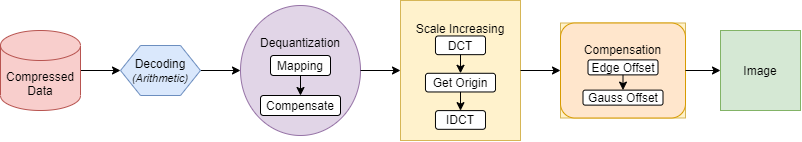 Compressed
Data
Decoding
(Arithmetic)
Dequantization
Mapping
Compensate
Scale Increasing
DCT
Get Origin
IDCT
Compensation
Edge Offset
Gauss Offset
Image